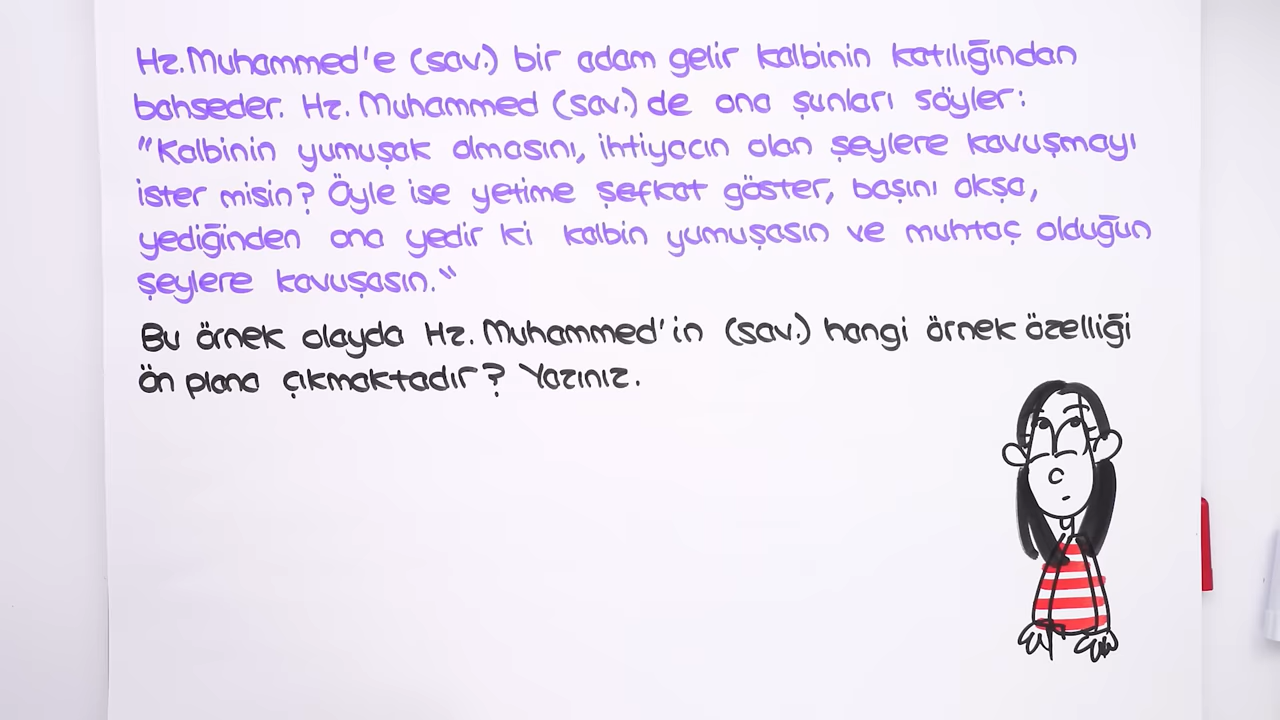 Hz. Muhammed'e (sav.) bir adam gelir kalbinin katılığından
bahseder. Hz. Muhammed (sav.) de ona şunları söyler:
"Kalbinin yumuşak olmasını, ihtiyacın olan şeylere kavuşmayı
ister misin? Öyle ise yetime şefkat göster, başını okşa,
yediğinden ona yedir ki kalbin yumuşasın ve muhtaç olduğun
şeylere kavuşasın."
Bu örnek olayda Hz. Muhammed'in (sav.) hangi örnek özelliği
ön plana çıkmaktadır? Yazınız.